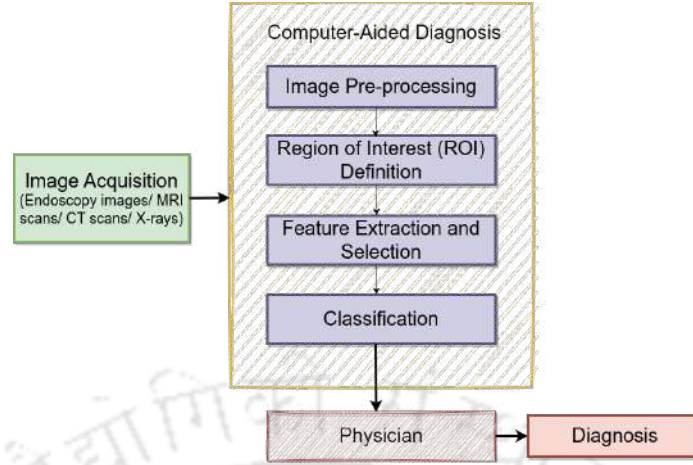 Computer-Aided Diagnosis
Image Pre-processing
Region of Interest (ROI)
Definition
Image Acquisition
(Endoscopy images/ MRI
scans/ CT scans/ X-rays)
Feature Extraction and
Selection
Classification
Physician
Diagnosis